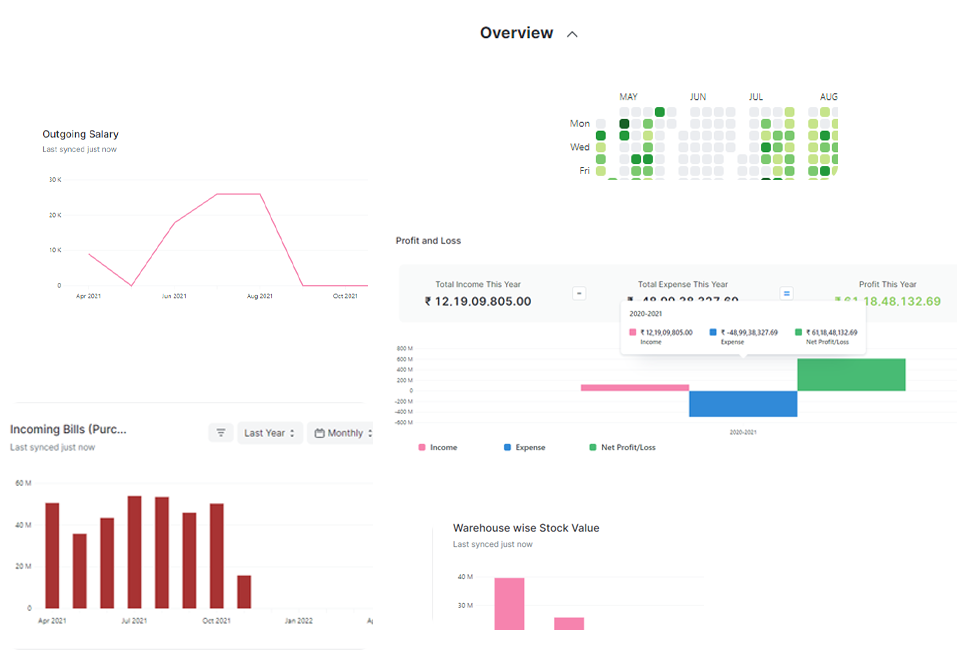 Overview
MAY JUN JUL AUG
Mon
Wed
Fri
Outgoing Salary
Last synced just now
30 K
20 K
10 K
0
Apr 2021 Jun 2021 Aug 2021 Oct 2021
Profit and Loss
Total Income This Year
₹ 12,19,09,805.00
-
Total Expense This Year
₹ -48,99,38,327.69
=
Profit This Year
₹ 61,18,48,132.69
2020-2021
₹ 12,19,09,805.00 ₹ -48,99,38,327.69 ₹ 61,18,48,132.69
Income Expense Net Profit/Loss
800 M
600 M
400 M
200 M
0
-200 M
-400 M
-600 M
2020-2021
Income Expense Net Profit/Loss
Incoming Bills (Purc...
Last synced just now
Last Year
Monthly
60 M
40 M
20 M
0
Apr 2021 Jul 2021 Oct 2021 Jan 2022
Warehouse wise Stock Value
Last synced just now
40 M
30 M